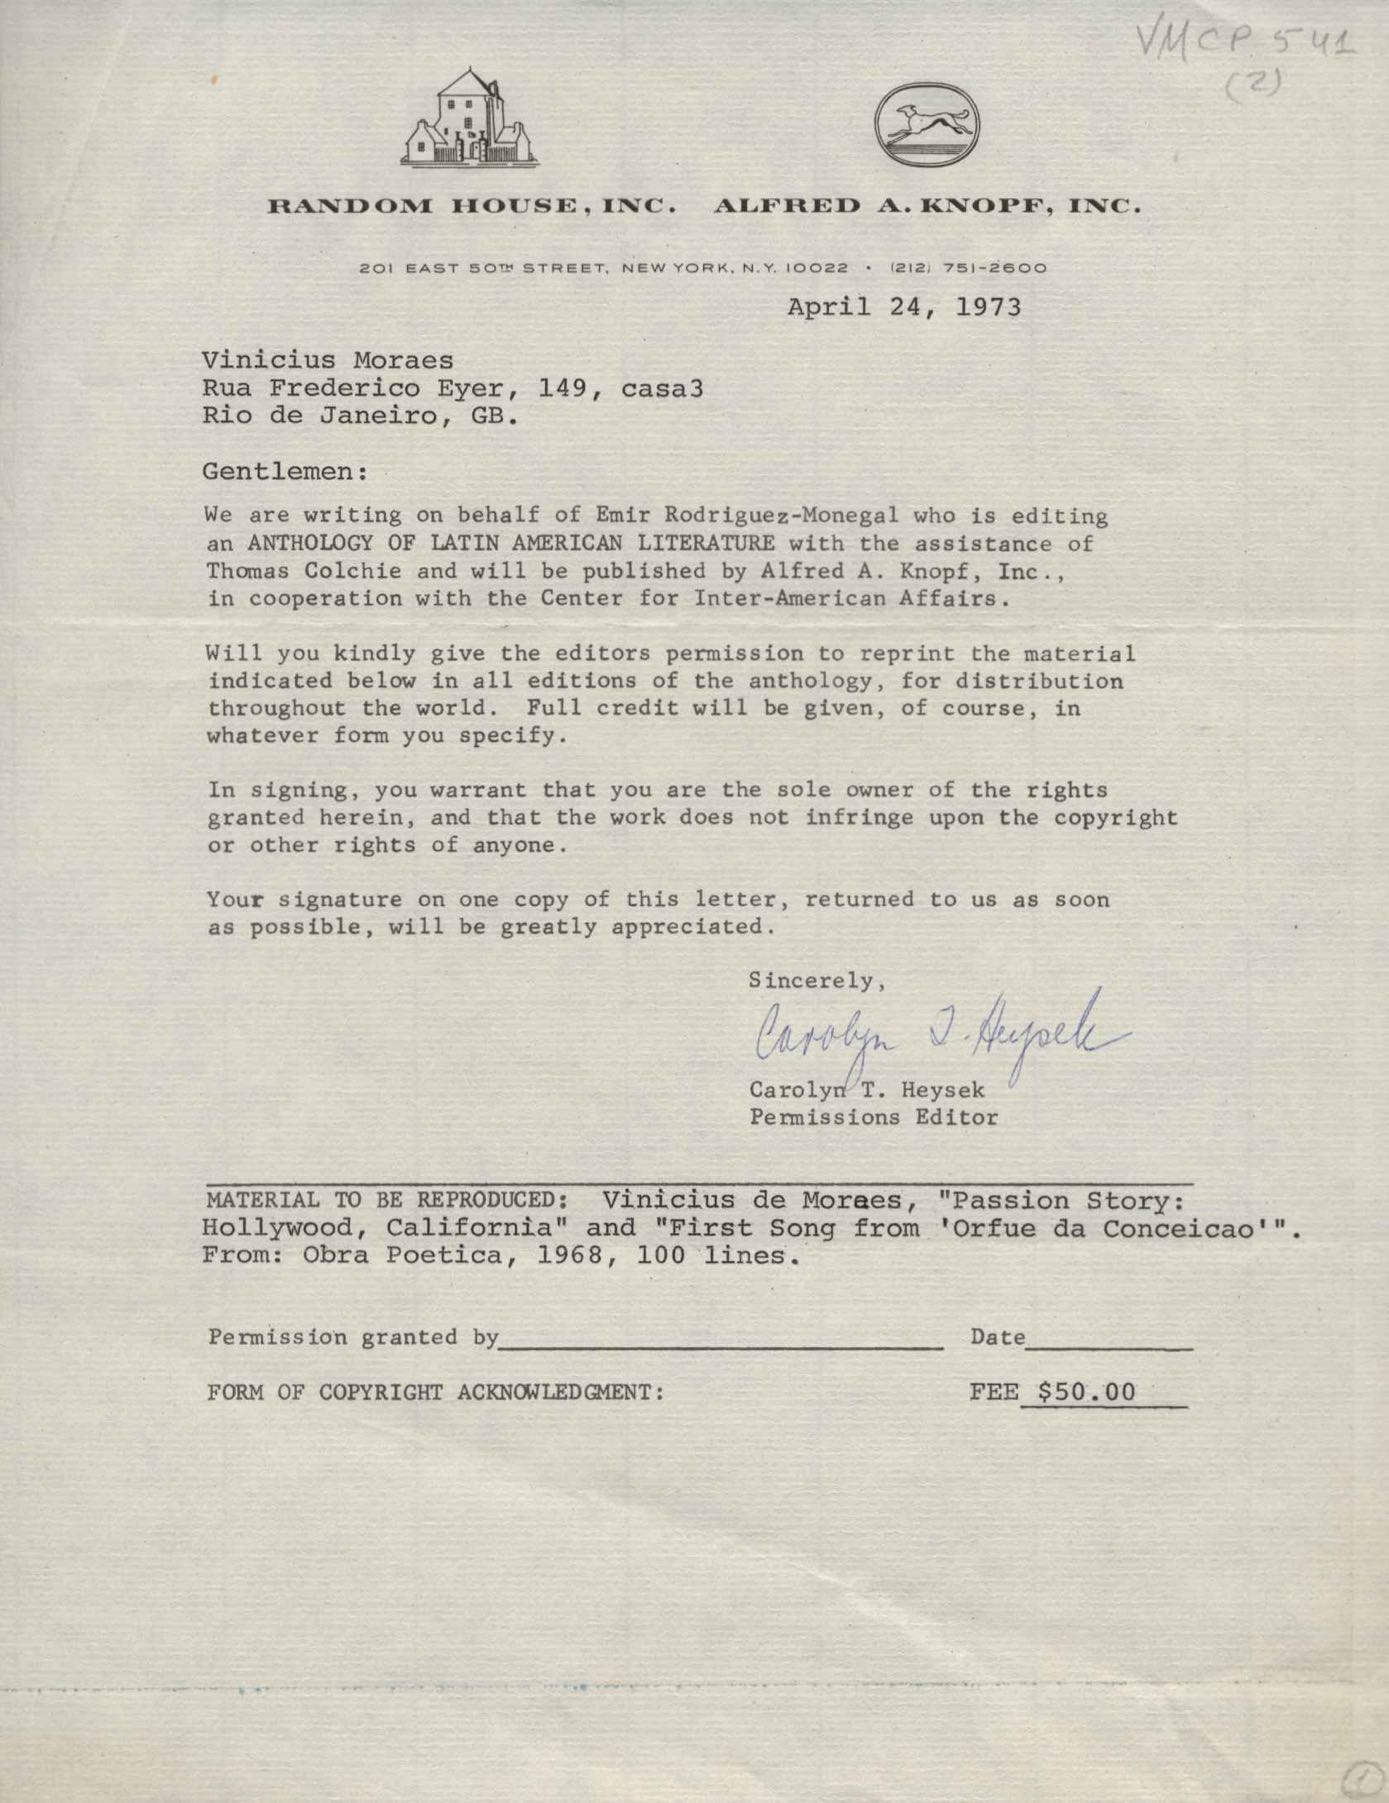 VMCP 541
(2)
RANDOM HOUSE, INC. ALFRED A. KNOPF, INC.
201 EAST 50TH STREET, NEW YORK, N.Y. 10022 • (212) 751-2600
April 24, 1973
Vinicius Moraes
Rua Frederico Eyer, 149, casa3
Rio de Janeiro, GB.
Gentlemen:
We are writing on behalf of Emir Rodriguez-Monegal who is editing
an ANTHOLOGY OF LATIN AMERICAN LITERATURE with the assistance of
Thomas Colchie and will be published by Alfred A. Knopf, Inc.,
in cooperation with the Center for Inter-American Affairs.
Will you kindly give the editors permission to reprint the material
indicated below in all editions of the anthology, for distribution
throughout the world. Full credit will be given, of course, in
whatever form you specify.
In signing, you warrant that you are the sole owner of the rights
granted herein, and that the work does not infringe upon the copyright
or other rights of anyone.
Your signature on one copy of this letter, returned to us as soon
as possible, will be greatly appreciated.
Sincerely,
Carolyn T. Heysek
Carolyn T. Heysek
Permissions Editor
MATERIAL TO BE REPRODUCED: Vinicius de Moraes, "Passion Story:
Hollywood, California" and "First Song from 'Orfue da Conceicao'".
From: Obra Poetica, 1968, 100 lines.
Permission granted by Date
FORM OF COPYRIGHT ACKNOWLEDGMENT: FEE $50.00
1